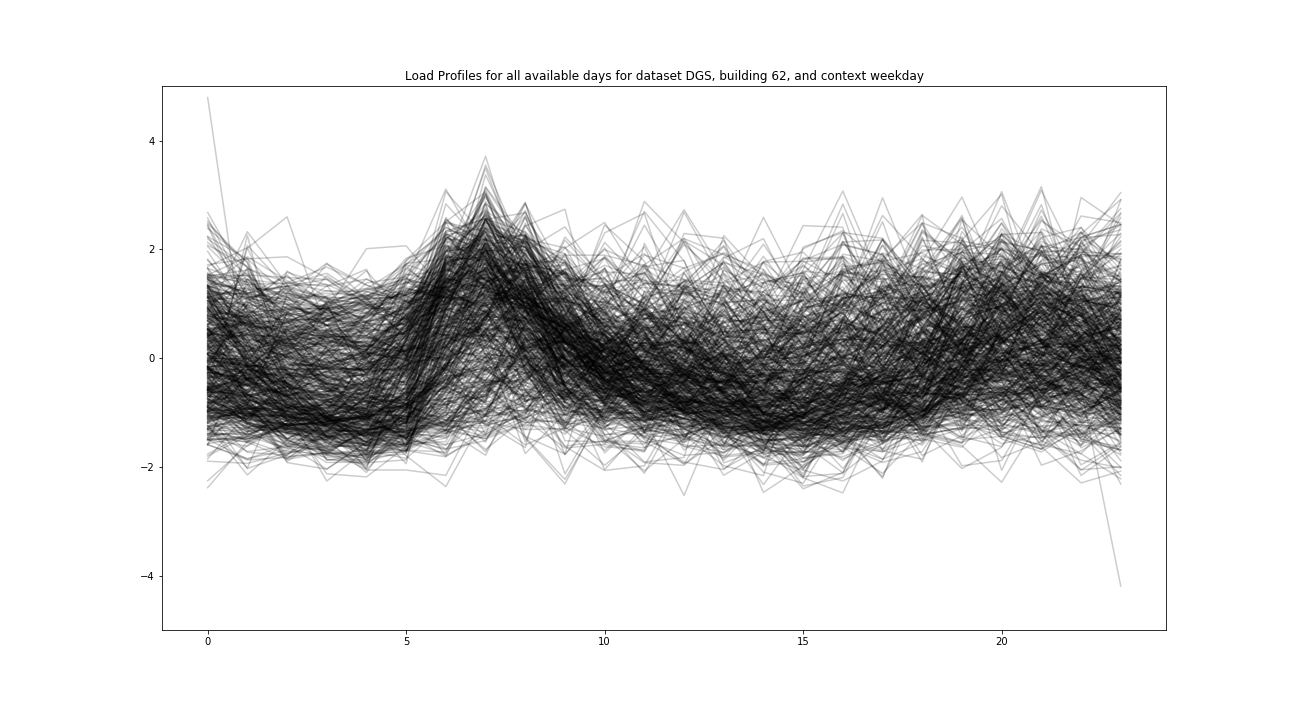 Load Profiles for all available days for dataset DGS, building 62, and context weekday
4
2
0
−2
−4
0 5 10 15 20